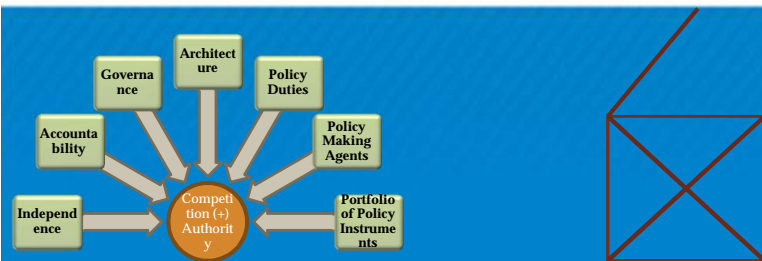 Architect
ure
Governa
nce
Policy
Duties
Accounta
bility
Policy
Making
Agents
Independ
ence
Competi
tion (+)
Authorit
y
Portfolio
of Policy
Instrume
nts